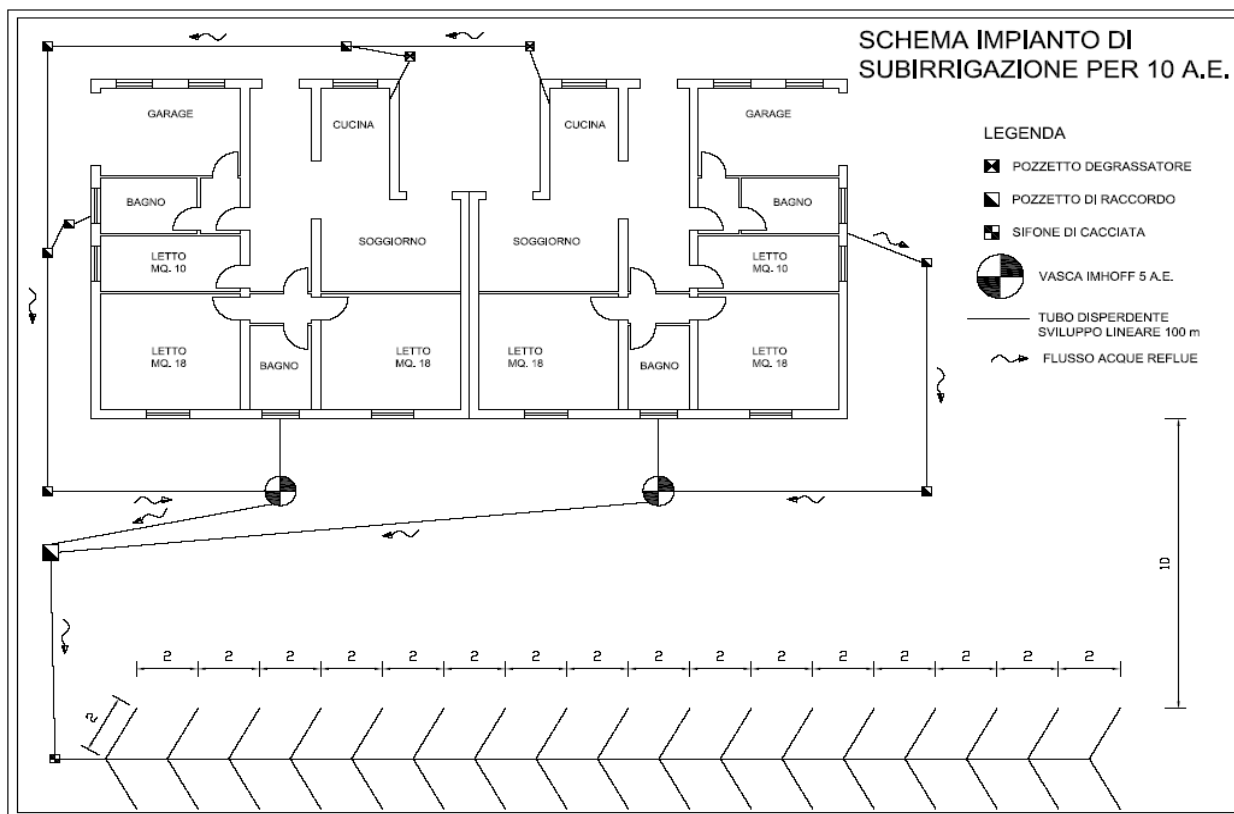 SCHEMA IMPIANTO DI
SUBIRRIGAZIONE PER 10 A.E.
LEGENDA
POZZETTO DEGRASSATORE
POZZETTO DI RACCORDO
SIFONE DI CACCIATA
VASCA IMHOFF 5 A.E.
TUBO DISPERDENTE
SVILUPPO LINEARE 100 m
FLUSSO ACQUE REFLUE
GARAGE
CUCINA
CUCINA
GARAGE
BAGNO
BAGNO
SOGGIORNO
SOGGIORNO
LETTO
MQ. 10
LETTO
MQ. 10
LETTO
MQ. 18
BAGNO
LETTO
MQ. 18
LETTO
MQ. 18
BAGNO
LETTO
MQ. 18
10
2 2 2 2 2 2 2 2 2 2 2 2 2 2 2 2
2